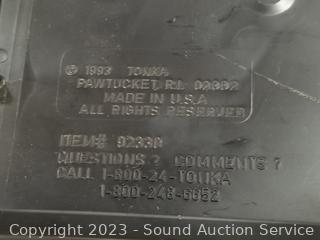 © 1993 TONKA
PAWTUCKET, R.I. 02862
MADE IN U.S.A
ALL RIGHTS RESERVED
ITEM# 92330
QUESTIONS? COMMENTS?
CALL 1-800-24-TONKA
1-800-248-6652
Copyright 2023 - Sound Auction Service